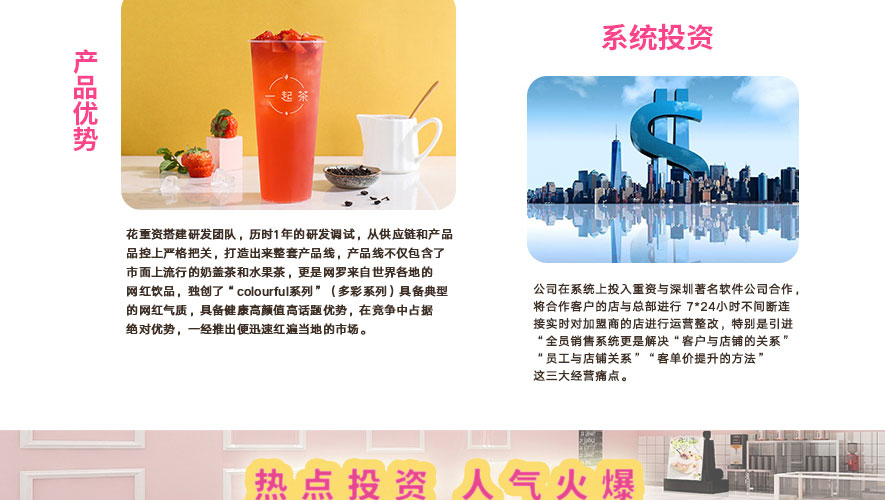 产品优势
一起茶
花重资搭建研发团队，历时1年的研发调试，从供应链和产品
品控上严格把关，打造出来整套产品线，产品线不仅包含了
市面上流行的奶盖茶和水果茶，更是网罗来自世界各地的
网红饮品，独创了“colourful系列”（多彩系列）具备典型
的网红气质，具备健康高颜值高话题优势，在竞争中占据
绝对优势，一经推出便迅速红遍当地的市场。
系统投资
公司在系统上投入重资与深圳著名软件公司合作，
将合作客户的店与总部进行 7*24小时不间断连
接实时对加盟商的店进行运营整改，特别是引进
“全员销售系统更是解决“客户与店铺的关系”
“员工与店铺关系”“客单价提升的方法”
这三大经营痛点。
热点投资 人气火爆